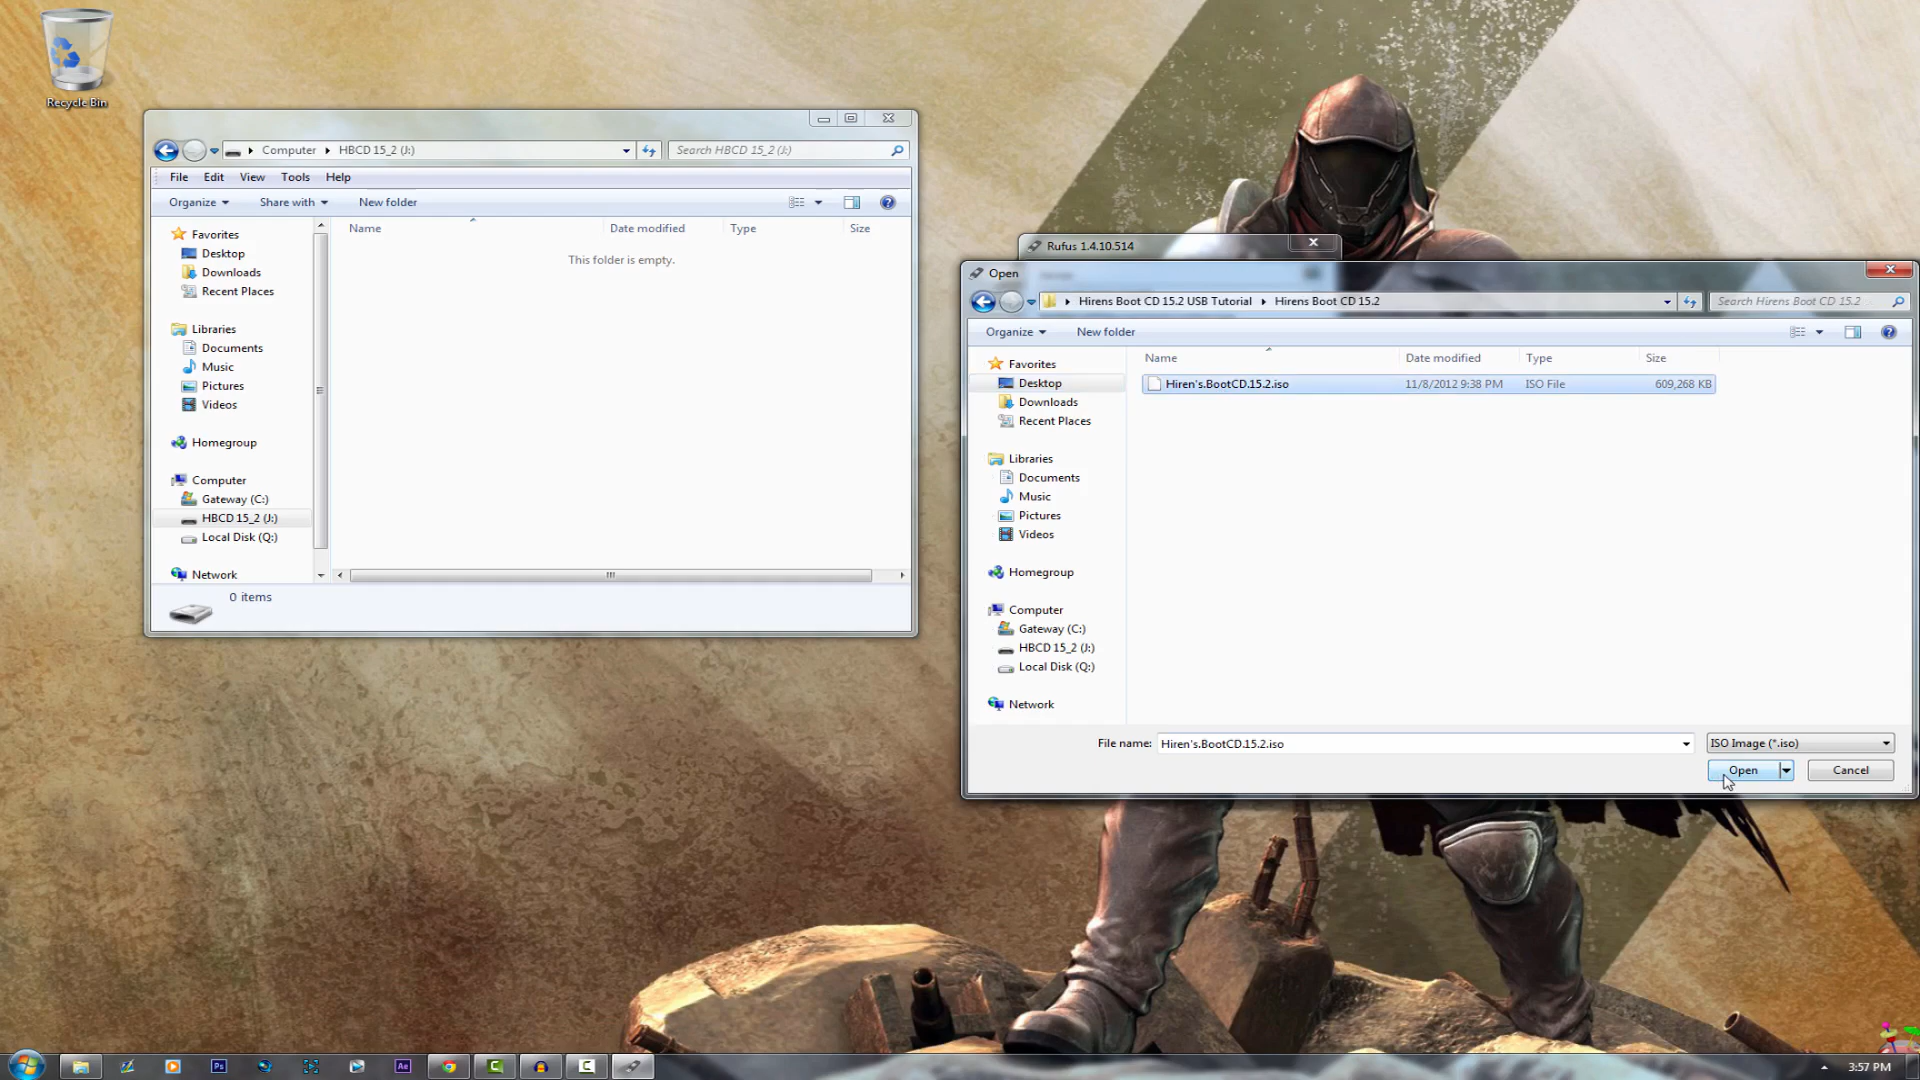 Recycle Bin
Computer HBCD 15_2 (J:)
Search HBCD 15_2 (J:)
File Edit View Tools Help
Organize Share with New folder
Name Date modified Type Size
This folder is empty.
Favorites
Desktop
Downloads
Recent Places
Libraries
Documents
Music
Pictures
Videos
Homegroup
Computer
Gateway (C:)
HBCD 15_2 (J:)
Local Disk (Q:)
Network
0 items
Rufus 1.4.10.514
Open
Hirens Boot CD 15.2 USB Tutorial Hirens Boot CD 15.2
Search Hirens Boot CD 15.2
Organize New folder
Name Date modified Type Size
Hiren's.BootCD.15.2.iso 11/8/2012 9:38 PM ISO File 609,268 KB
Favorites
Desktop
Downloads
Recent Places
Libraries
Documents
Music
Pictures
Videos
Homegroup
Computer
Gateway (C:)
HBCD 15_2 (J:)
Local Disk (Q:)
Network
File name: Hiren's.BootCD.15.2.iso
ISO Image (*.iso)
Open Cancel
Ps
Ae
3:57 PM